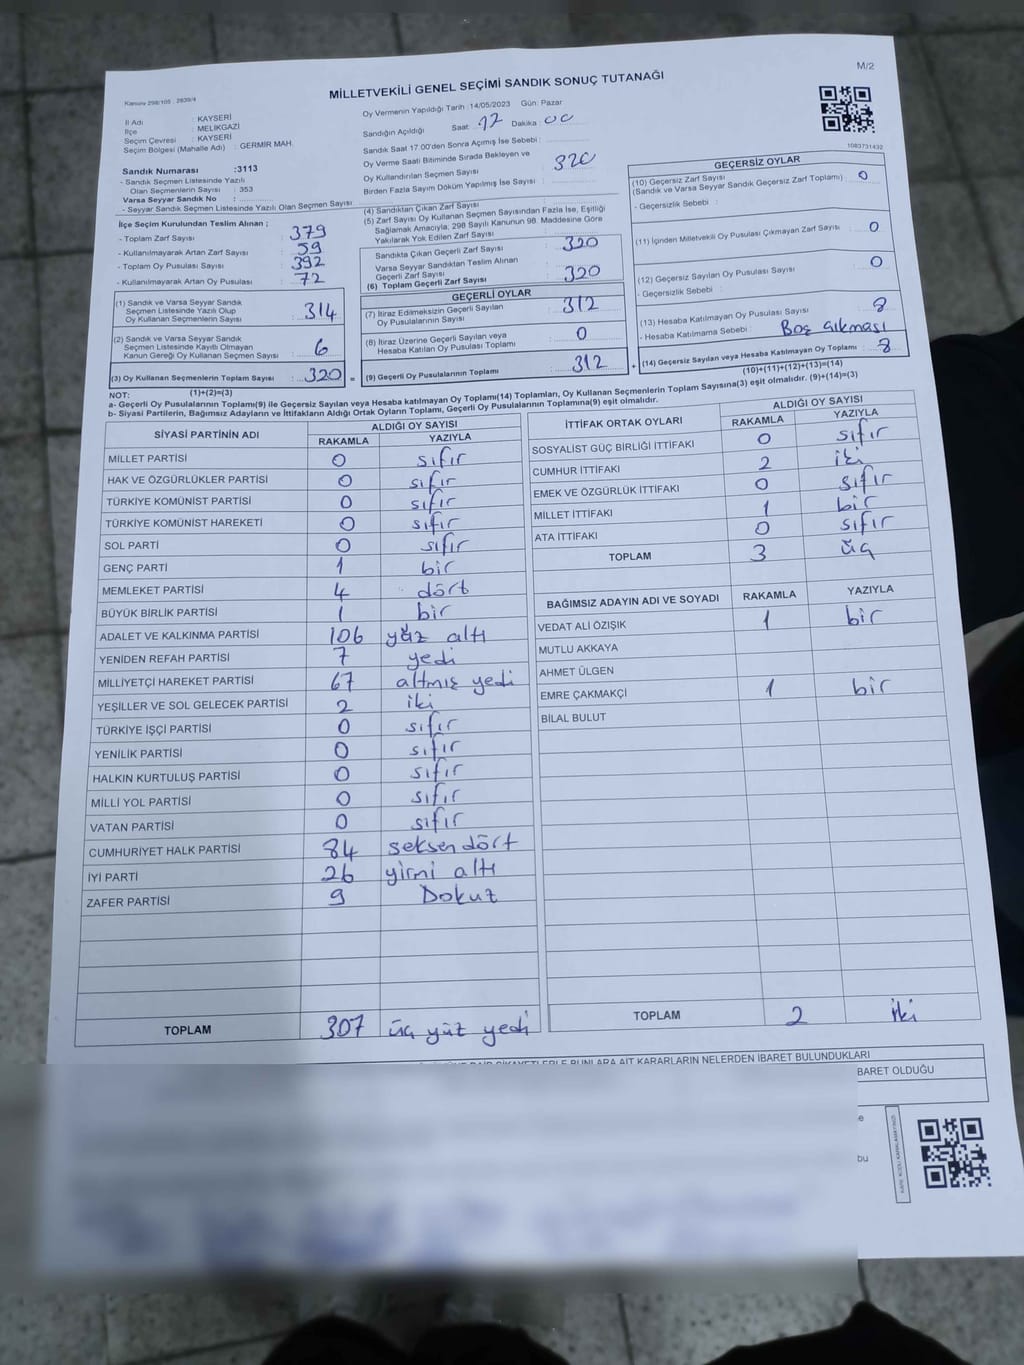 M/2
Kanunu 298/105 : 2839/4
MİLLETVEKİLİ GENEL SEÇİMİ SANDIK SONUÇ TUTANAĞI
İl Adı : KAYSERİ
İlçe : MELİKGAZİ
Seçim Çevresi : KAYSERİ
Seçim Bölgesi (Mahalle Adı) : GERMİR MAH.
Oy Vermenin Yapıldığı Tarih :14/05/2023 Gün: Pazar
Sandığın Açıldığı Saat: 17 Dakika : 00
Sandık Saat 17.00'den Sonra Açılmış İse Sebebi :
Oy Verme Saati Bitiminde Sırada Bekleyen ve
Oy Kullandırılan Seçmen Sayısı : 320
Birden Fazla Sayım Döküm Yapılmış İse Sayısı :
1083731432
Sandık Numarası :3113
- Sandık Seçmen Listesinde Yazılı
Olan Seçmenlerin Sayısı : 353
Varsa Seyyar Sandık No :
- Seyyar Sandık Seçmen Listesinde Yazılı Olan Seçmen Sayısı
İlçe Seçim Kurulundan Teslim Alınan ;
- Toplam Zarf Sayısı : 379
- Kullanılmayarak Artan Zarf Sayısı : 59
- Toplam Oy Pusulası Sayısı : 392
- Kullanılmayarak Artan Oy Pusulası : 72
(1) Sandık ve Varsa Seyyar Sandık
Seçmen Listesinde Yazılı Olup
Oy Kullanan Seçmenlerin Sayısı : 314
(2) Sandık ve Varsa Seyyar Sandık
Seçmen Listesinde Kayıtlı Olmayan
Kanun Gereği Oy Kullanan Seçmen Sayısı : 6
(3) Oy Kullanan Seçmenlerin Toplam Sayısı : 320
(1)+(2)=(3)
(4) Sandıktan Çıkan Zarf Sayısı :
(5) Zarf Sayısı Oy Kullanan Seçmen Sayısından Fazla İse, Eşitliği
Sağlamak Amacıyla, 298 Sayılı Kanunun 98. Maddesine Göre
Yakılarak Yok Edilen Zarf Sayısı :
Sandıkta Çıkan Geçerli Zarf Sayısı : 320
Varsa Seyyar Sandıktan Teslim Alınan
Geçerli Zarf Sayısı
(6) Toplam Geçerli Zarf Sayısı : 320
GEÇERLİ OYLAR
(7) İtiraz Edilmeksizin Geçerli Sayılan
Oy Pusulalarının Sayısı : 312
(8) İtiraz Üzerine Geçerli Sayılan veya
Hesaba Katılan Oy Pusulası Toplamı : 0
(9) Geçerli Oy Pusulalarının Toplamı : 312
GEÇERSİZ OYLAR
(10) Geçersiz Zarf Sayısı : 0
(Sandık ve Varsa Seyyar Sandık Geçersiz Zarf Toplamı)
- Geçersizlik Sebebi :
(11) İçinden Milletvekili Oy Pusulası Çıkmayan Zarf Sayısı : 0
(12) Geçersiz Sayılan Oy Pusulası Sayısı : 0
- Geçersizlik Sebebi :
(13) Hesaba Katılmayan Oy Pusulası Sayısı : 8
- Hesaba Katılmama Sebebi : Boş çıkması
(14) Geçersiz Sayılan veya Hesaba Katılmayan Oy Toplamı : 8
(10)+(11)+(12)+(13)=(14)
NOT:
a- Geçerli Oy Pusulaların Toplamı(9) ile Geçersiz Sayılan veya Hesaba katılmayan Oy Toplamı(14) Toplamları, Oy Kullanan Seçmenlerin Toplam Sayısına(3) eşit olmalıdır. (9)+(14)=(3)
b- Siyasi Partilerin, Bağımsız Adayların ve İttifakların Aldığı Ortak Oyların Toplamı, Geçerli Oy Pusulalarının Toplamına(9) eşit olmalıdır.
SİYASİ PARTİNİN ADI ALDIĞI OY SAYISI
RAKAMLA YAZIYLA
MİLLET PARTİSİ 0 sıfır
HAK VE ÖZGÜRLÜKLER PARTİSİ 0 sıfır
TÜRKİYE KOMÜNİST PARTİSİ 0 sıfır
TÜRKİYE KOMÜNİST HAREKETİ 0 sıfır
SOL PARTİ 0 sıfır
GENÇ PARTİ 1 bir
MEMLEKET PARTİSİ 4 dört
BÜYÜK BİRLİK PARTİSİ 1 bir
ADALET VE KALKINMA PARTİSİ 106 yüz altı
YENİDEN REFAH PARTİSİ 7 yedi
MİLLİYETÇİ HAREKET PARTİSİ 67 altmış yedi
YEŞİLLER VE SOL GELECEK PARTİSİ 2 iki
TÜRKİYE İŞÇİ PARTİSİ 0 sıfır
YENİLİK PARTİSİ 0 sıfır
HALKIN KURTULUŞ PARTİSİ 0 sıfır
MİLLİ YOL PARTİSİ 0 sıfır
VATAN PARTİSİ 0 sıfır
CUMHURİYET HALK PARTİSİ 84 seksen dört
İYİ PARTİ 26 yirmi altı
ZAFER PARTİSİ 9 Dokuz
TOPLAM 307 üç yüz yedi
İTTİFAK ORTAK OYLARI ALDIĞI OY SAYISI
RAKAMLA YAZIYLA
SOSYALİST GÜÇ BİRLİĞİ İTTİFAKI 0 sıfır
CUMHUR İTTİFAKI 2 iki
EMEK VE ÖZGÜRLÜK İTTİFAKI 0 sıfır
MİLLET İTTİFAKI 1 bir
ATA İTTİFAKI 0 sıfır
TOPLAM 3 üç
BAĞIMSIZ ADAYIN ADI VE SOYADI RAKAMLA YAZIYLA
VEDAT ALİ ÖZIŞIK 1 bir
MUTLU AKKAYA
AHMET ÜLGEN
EMRE ÇAKMAKÇİ 1 bir
BİLAL BULUT
TOPLAM 2 iki
BUNLARA AİT KARARLARIN NELERDEN İBARET BULUNDUKLARI
BARET OLDUĞU
e
bu